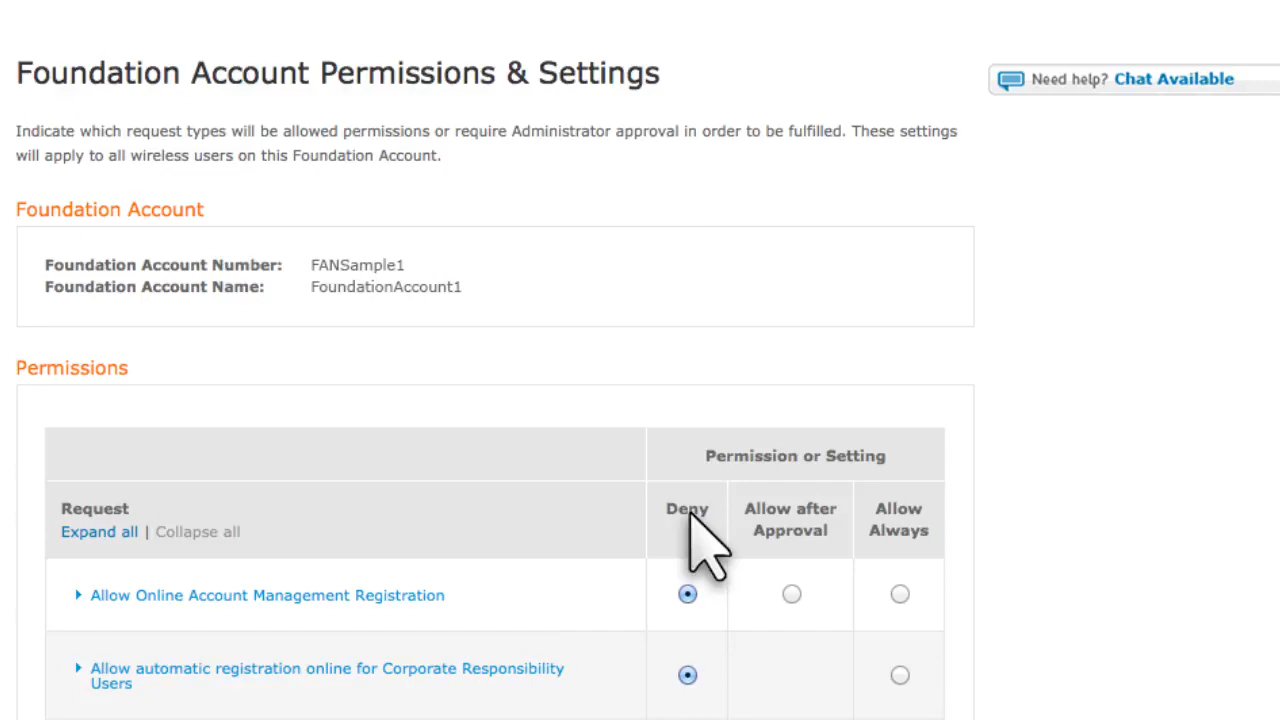 Foundation Account Permissions & Settings
Need help? Chat Available
Indicate which request types will be allowed permissions or require Administrator approval in order to be fulfilled. These settings
will apply to all wireless users on this Foundation Account.
Foundation Account
Foundation Account Number: FANSample1
Foundation Account Name: FoundationAccount1
Permissions
Permission or Setting
Request
Expand all | Collapse all
Deny
Allow after
Approval
Allow
Always
Allow Online Account Management Registration
Allow automatic registration online for Corporate Responsibility
Users